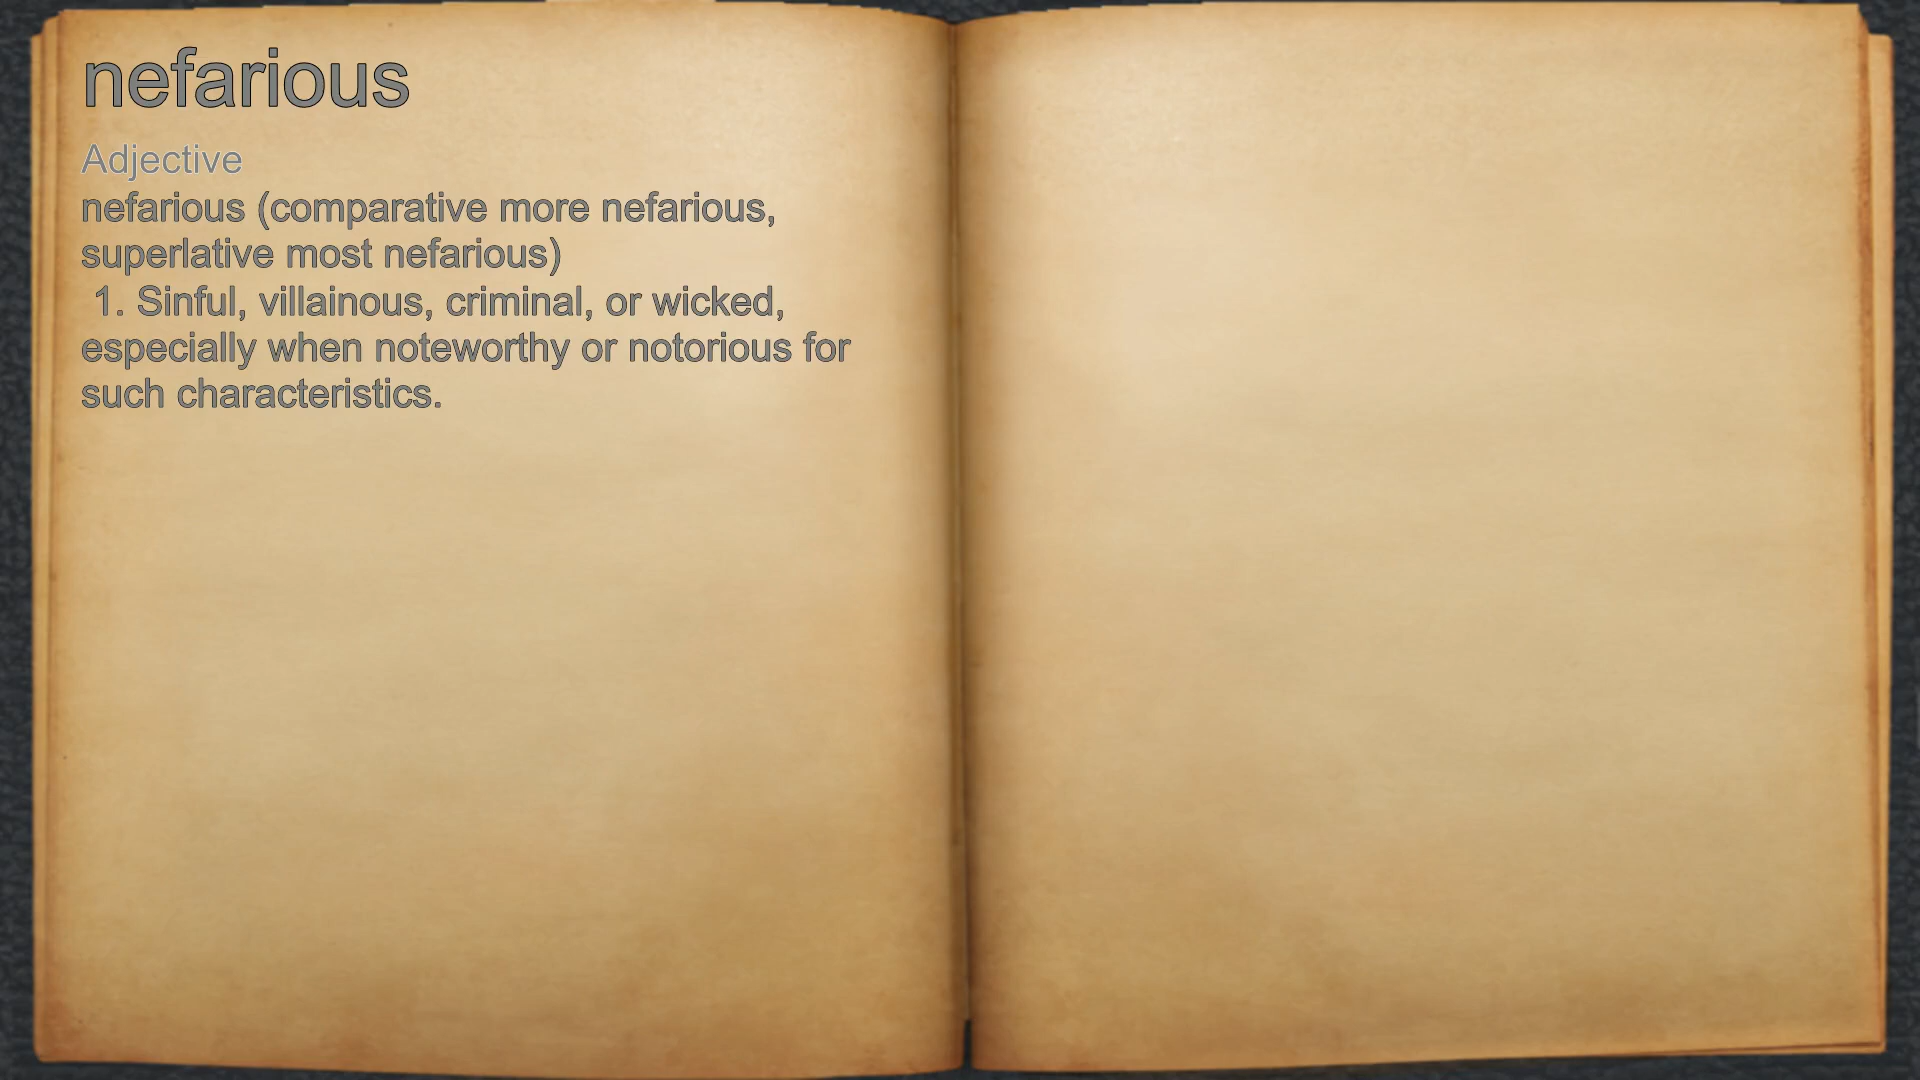 nefarious
Adjective
nefarious (comparative more nefarious,
superlative most nefarious)
1. Sinful, villainous, criminal, or wicked,
especially when noteworthy or notorious for
such characteristics.